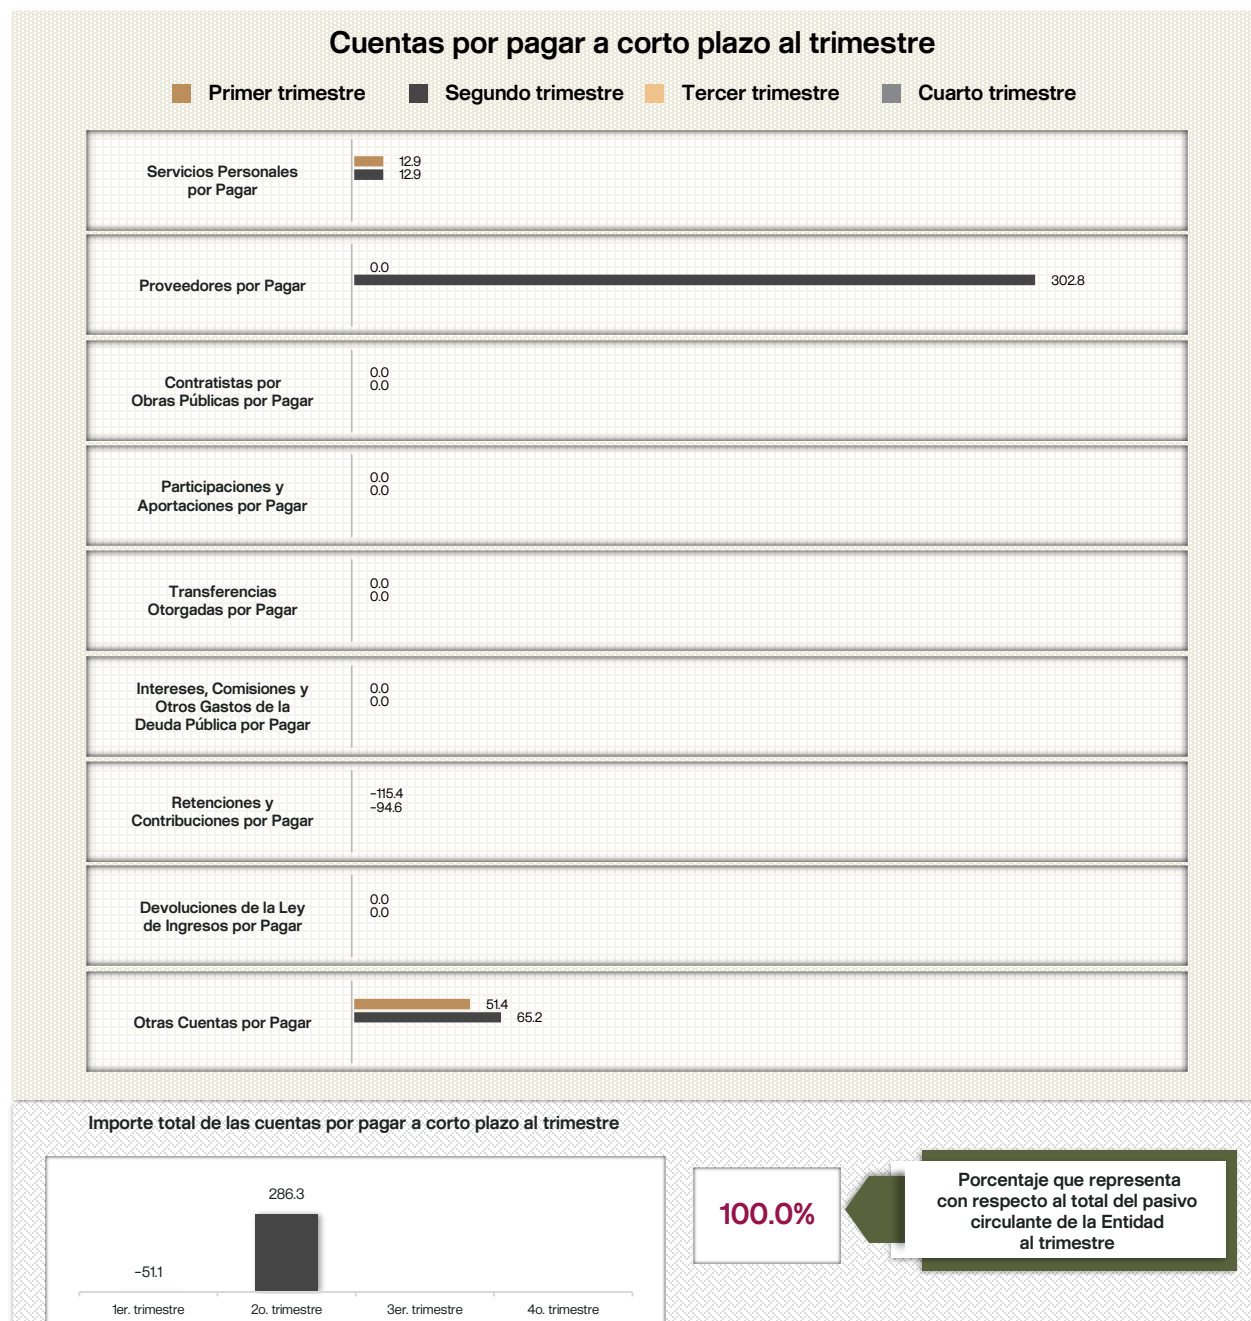 Cuentas por pagar a corto plazo al trimestre
Primer trimestre Segundo trimestre Tercer trimestre Cuarto trimestre
Servicios Personales
por Pagar
12.9
12.9
Proveedores por Pagar
0.0
302.8
Contratistas por
Obras Públicas por Pagar
0.0
0.0
Participaciones y
Aportaciones por Pagar
0.0
0.0
Transferencias
Otorgadas por Pagar
0.0
0.0
Intereses, Comisiones y
Otros Gastos de la
Deuda Pública por Pagar
0.0
0.0
Retenciones y
Contribuciones por Pagar
-115.4
-94.6
Devoluciones de la Ley
de Ingresos por Pagar
0.0
0.0
Otras Cuentas por Pagar
51.4
65.2
Importe total de las cuentas por pagar a corto plazo al trimestre
-51.1
286.3
1er. trimestre 2o. trimestre 3er. trimestre 4o. trimestre
100.0%
Porcentaje que representa
con respecto al total del pasivo
circulante de la Entidad
al trimestre